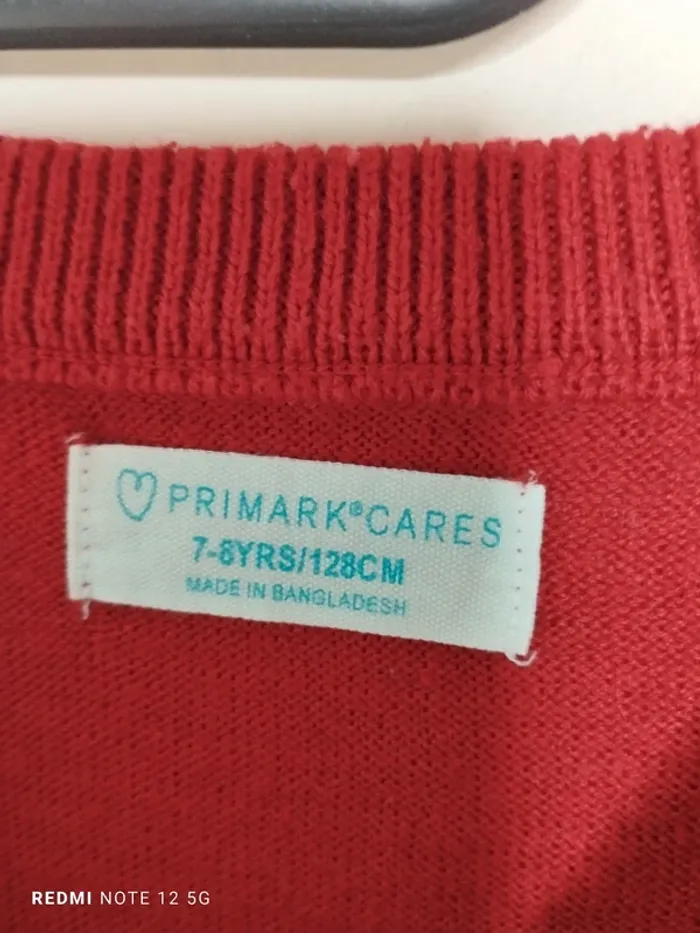 PRIMARK®CARES
7-8YRS/128CM
MADE IN BANGLADESH
REDMI NOTE 12 5G